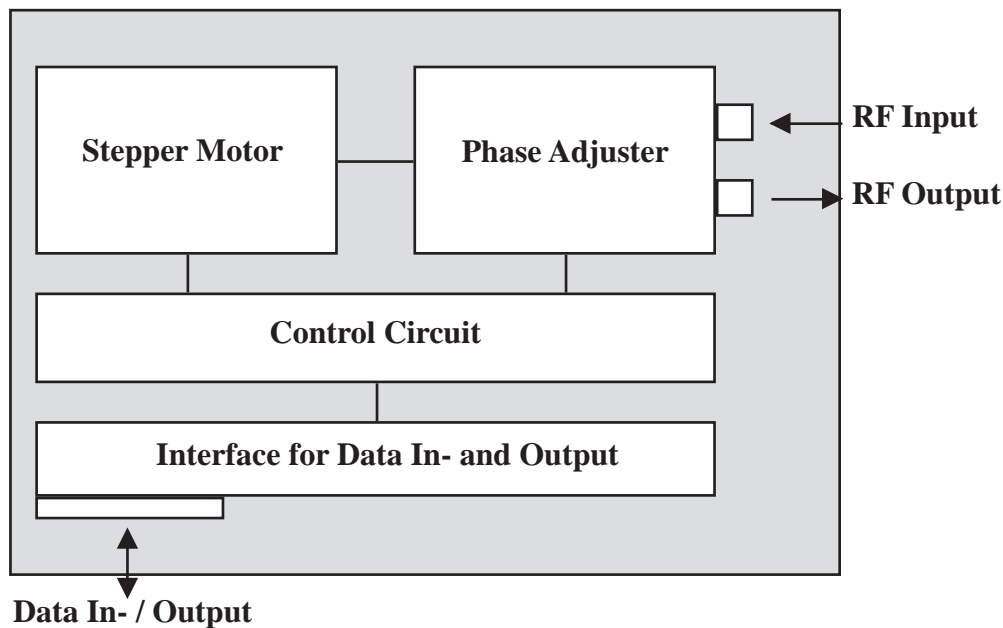 Stepper Motor
Phase Adjuster
RF Input
RF Output
Control Circuit
Interface for Data In- and Output
Data In- / Output